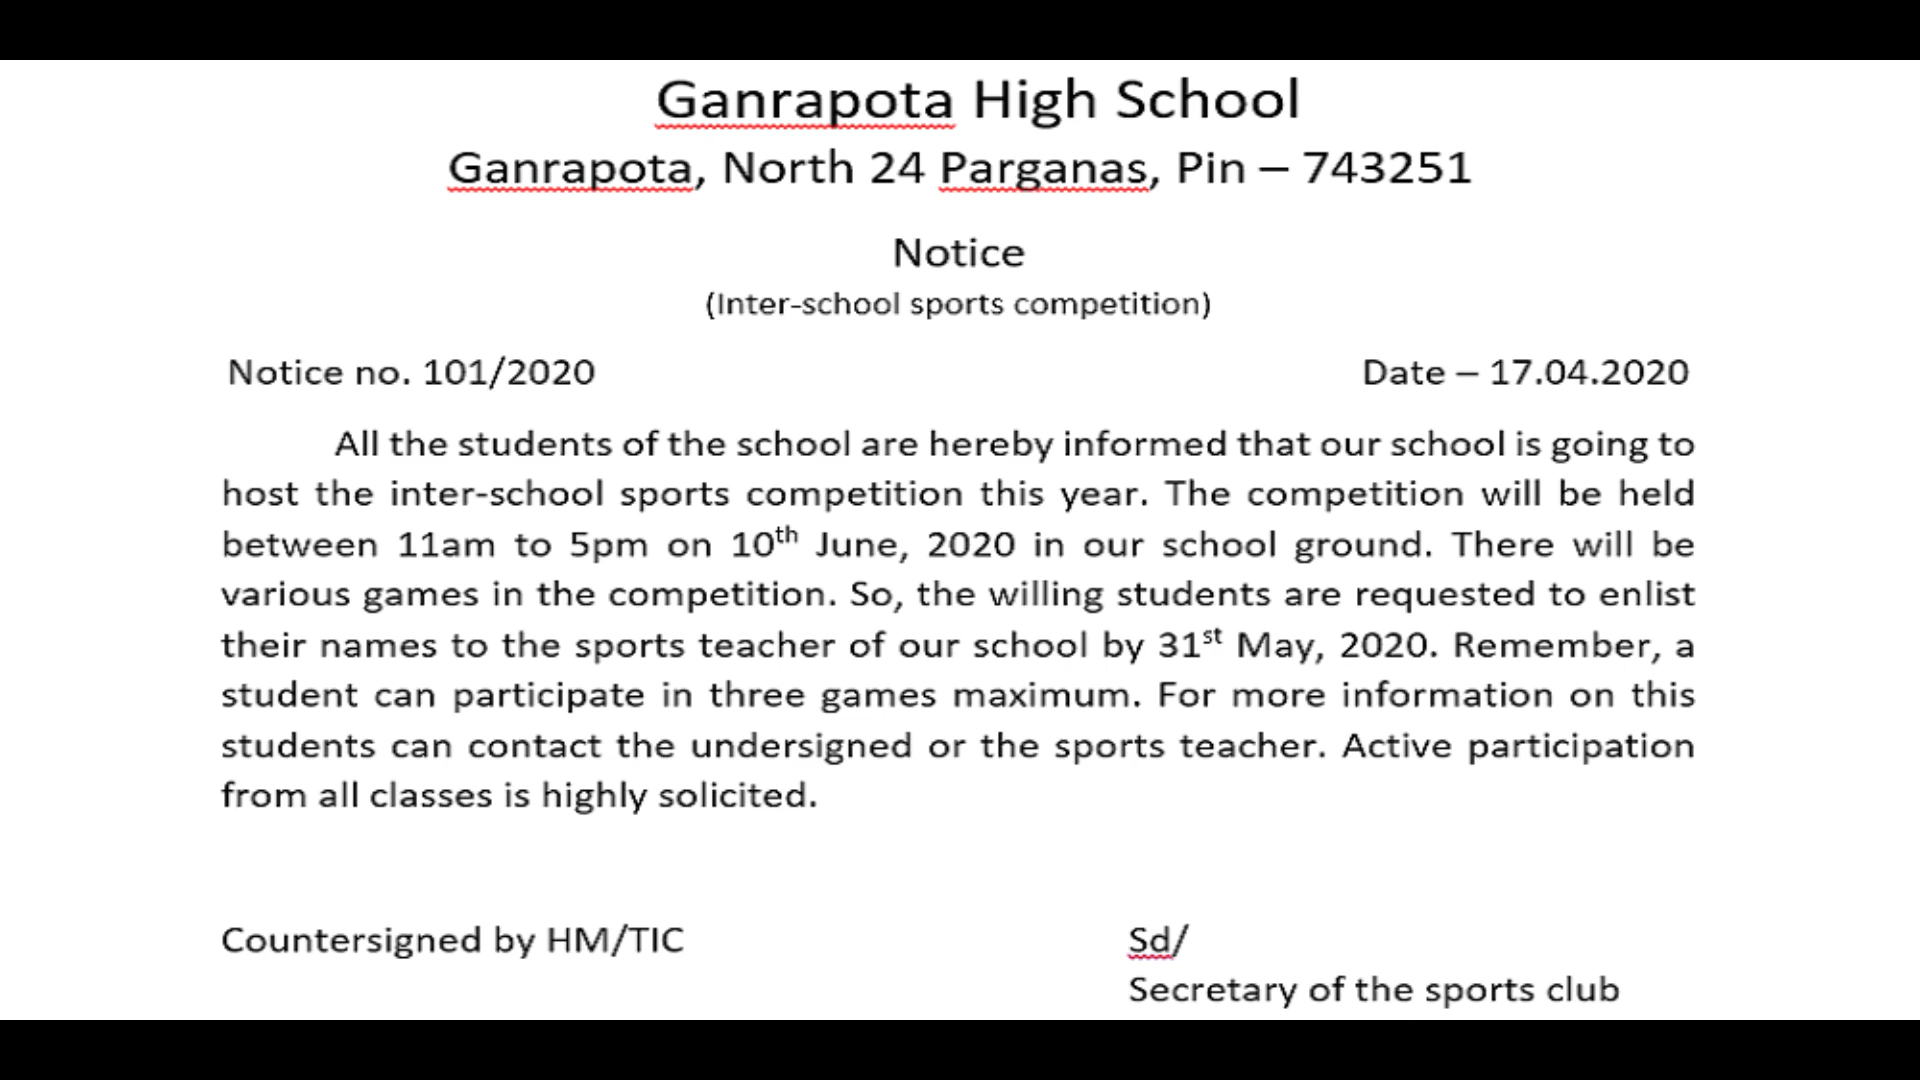 Ganrapota High School
Ganrapota, North 24 Parganas, Pin – 743251
Notice
(Inter-school sports competition)
Notice no. 101/2020 Date – 17.04.2020
All the students of the school are hereby informed that our school is going to
host the inter-school sports competition this year. The competition will be held
between 11am to 5pm on 10th June, 2020 in our school ground. There will be
various games in the competition. So, the willing students are requested to enlist
their names to the sports teacher of our school by 31st May, 2020. Remember, a
student can participate in three games maximum. For more information on this
students can contact the undersigned or the sports teacher. Active participation
from all classes is highly solicited.
Countersigned by HM/TIC Sd/
Secretary of the sports club